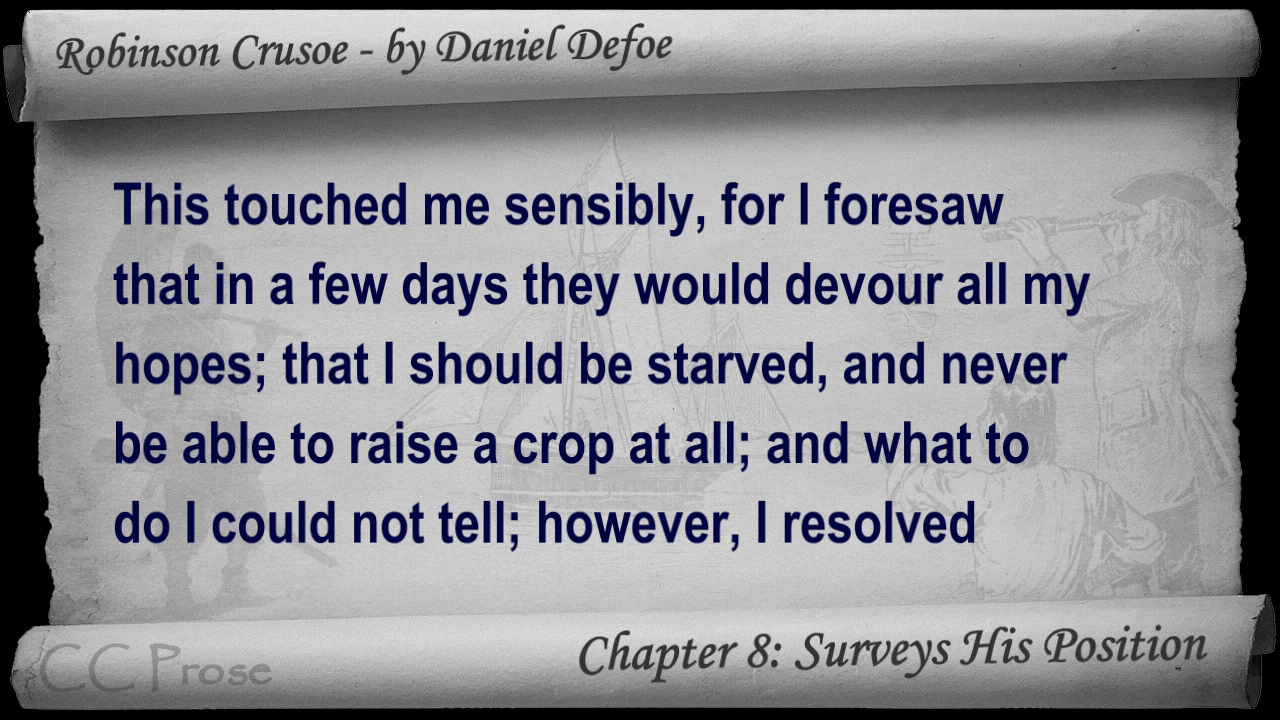 Robinson Crusoe - by Daniel Defoe
This touched me sensibly, for I foresaw
that in a few days they would devour all my
hopes; that I should be starved, and never
be able to raise a crop at all; and what to
do I could not tell; however, I resolved
CC Prose
Chapter 8: Surveys His Position